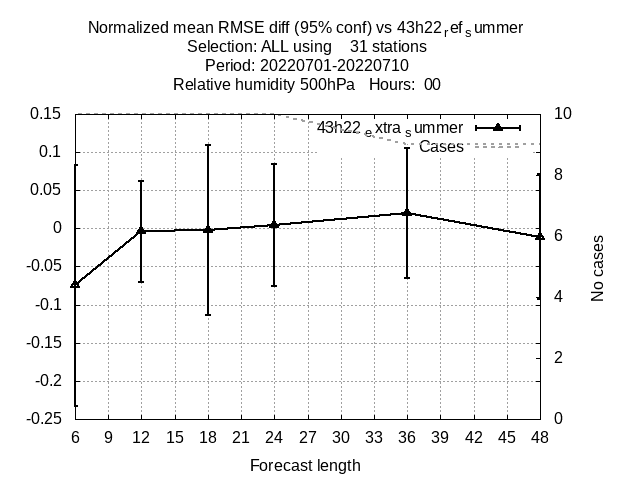 Normalized mean RMSE diff (95% conf) vs 43h22refsummer
Selection: ALL using 31 stations
Period: 20220701-20220710
Relative humidity 500hPa Hours: 00
43h22extrasummer
Cases
0.15
0.1
0.05
0
-0.05
-0.1
-0.15
-0.2
-0.25
10
8
6
4
2
0
No cases
6 9 12 15 18 21 24 27 30 33 36 39 42 45 48
Forecast length